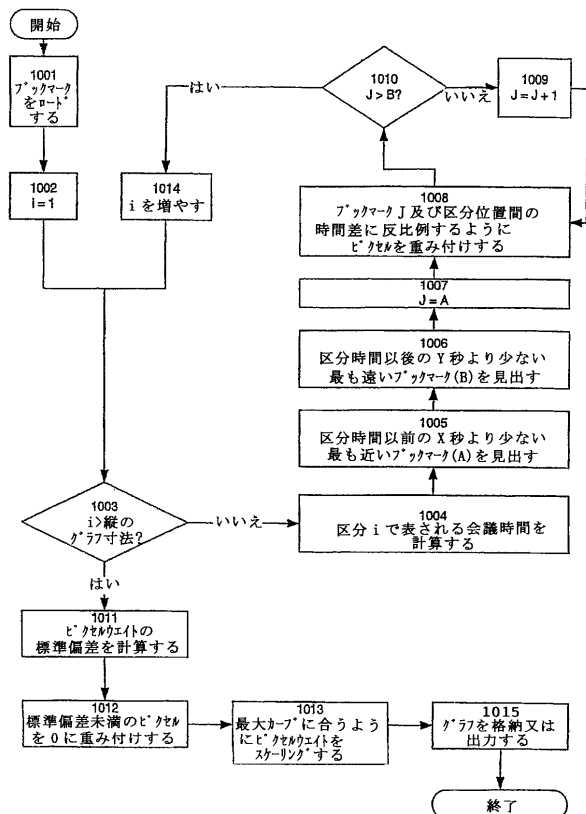 開始
1001
ブックマーク
をロード
する
1002
i=1
1014
iを増やす
はい
1010
J>B?
いいえ
1009
J=J+1
1008
ブックマークJ及び区分位置間の
時間差に反比例するように
ピクセルを重み付けする
1007
J=A
1006
区分時間以後のY秒より少ない
最も遠いブックマーク(B)を見出す
1005
区分時間以前のX秒より少ない
最も近いブックマーク(A)を見出す
1004
区分iで表される会議時間を
計算する
1003
i>縦の
グラフ寸法?
いいえ
はい
1011
ピクセルウエイトの
標準偏差を計算する
1012
標準偏差未満のピクセル
を0に重み付けする
1013
最大カーブに合うよう
にピクセルウエイトを
スケーリングする
1015
グラフを格納又は
出力する
終了